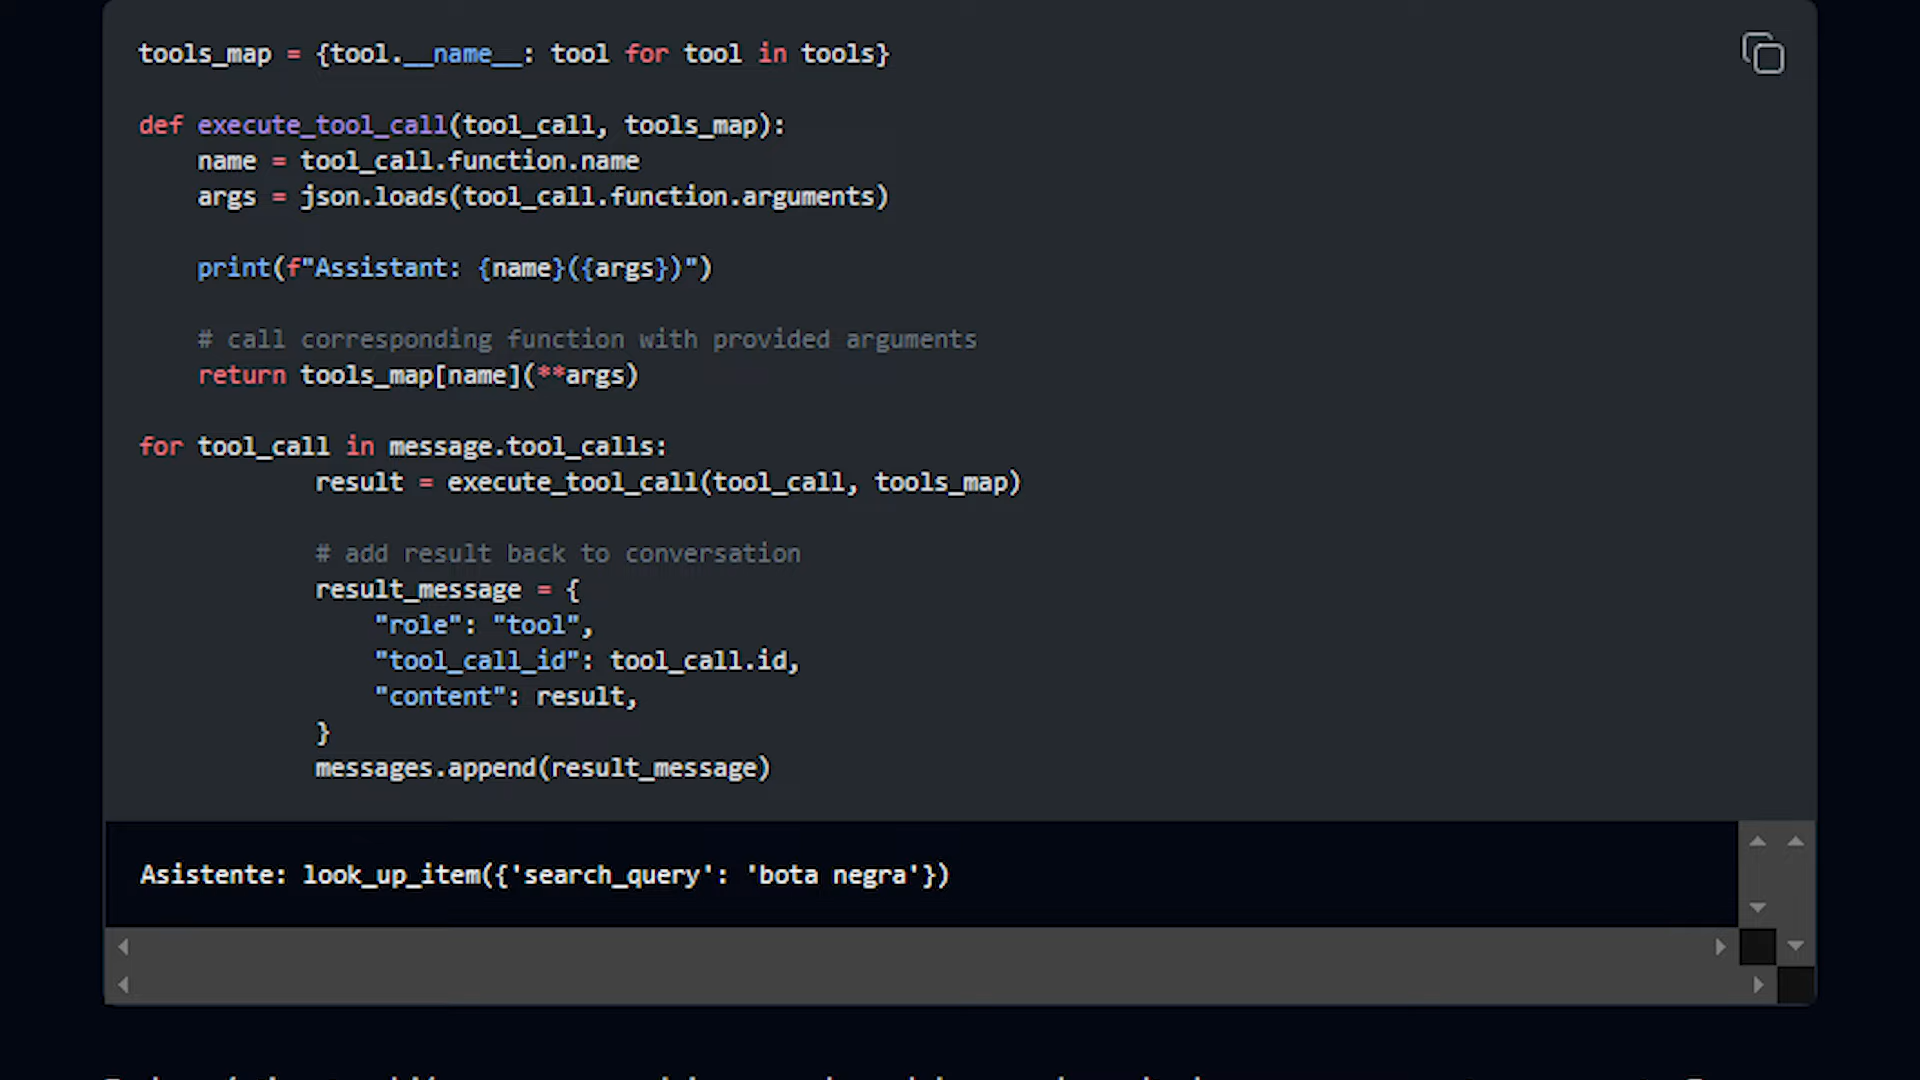 tools_map = {tool.__name__: tool for tool in tools}
def execute_tool_call(tool_call, tools_map):
name = tool_call.function.name
args = json.loads(tool_call.function.arguments)
print(f"Assistant: {name}({args})")
# call corresponding function with provided arguments
return tools_map[name](**args)
for tool_call in message.tool_calls:
result = execute_tool_call(tool_call, tools_map)
# add result back to conversation
result_message = {
"role": "tool",
"tool_call_id": tool_call.id,
"content": result,
}
messages.append(result_message)
Asistente: look_up_item({'search_query': 'bota negra'})